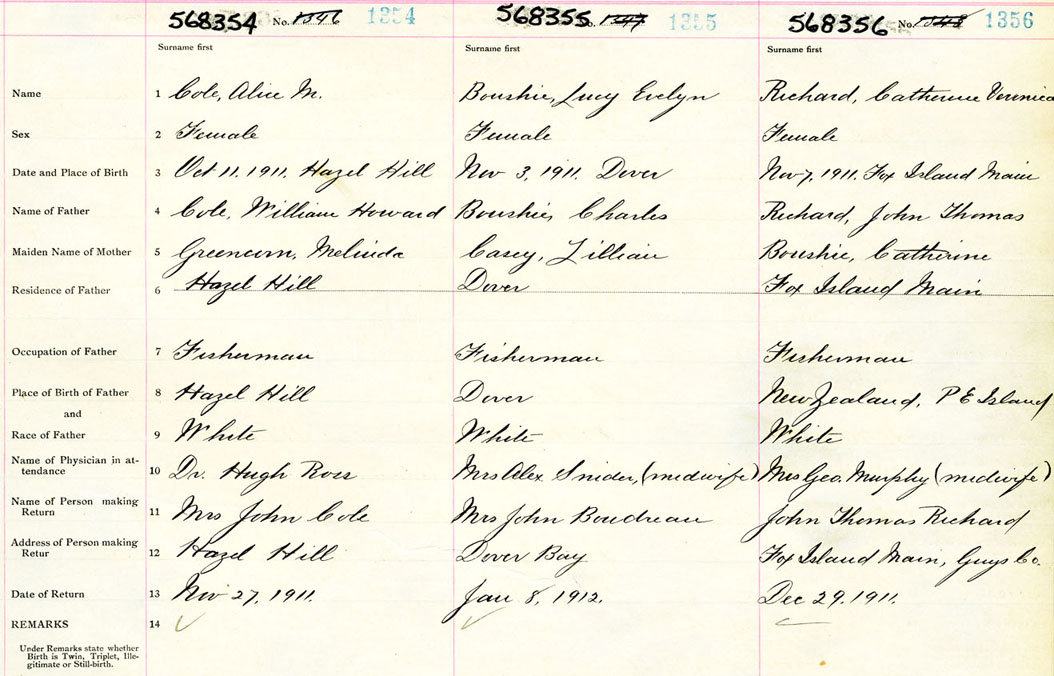 568354 No. 1346 1354 568355 1347 1355 568356 No. 1348 1356
Surname first Surname first Surname first
Name 1 Cole, Alice M. Boushie, Lucy Evelyn Richard, Catherine Veronica
Sex 2 Female Female Female
Date and Place of Birth 3 Oct 11. 1911. Hazel Hill Nov 3, 1911. Dover Nov 7, 1911. Fox Island Main
Name of Father 4 Cole, William Howard Boushie, Charles Richard, John Thomas
Maiden Name of Mother 5 Greencorn, Melinda Casey, Lillian Boushie, Catherine
Residence of Father 6 Hazel Hill Dover Fox Island Main
Occupation of Father 7 Fisherman Fisherman Fisherman
Place of Birth of Father 8 Hazel Hill Dover New Zealand, P E Island
and
Race of Father 9 White White White
Name of Physician in at-
tendance 10 Dr. Hugh Ross Mrs Alex Snider, (midwife) Mrs Geo. Murphy (midwife)
Name of Person making
Return 11 Mrs John Cole Mrs John Boudreau John Thomas Richard
Address of Person making
Retur 12 Hazel Hill Dover Bay Fox Island Main, Guys Co.
Date of Return 13 Nov 27, 1911. Jan 8, 1912. Dec 29. 1911.
REMARKS 14
Under Remarks state whether
Birth is Twin, Triplet, Ille-
gitimate or Still-birth.